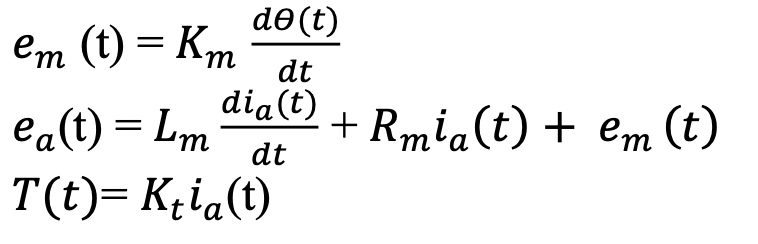 e_m (t) = K_m dθ(t)/dt
e_a(t) = L_m di_a(t)/dt + R_m i_a(t) + e_m (t)
T(t)= K_t i_a(t)